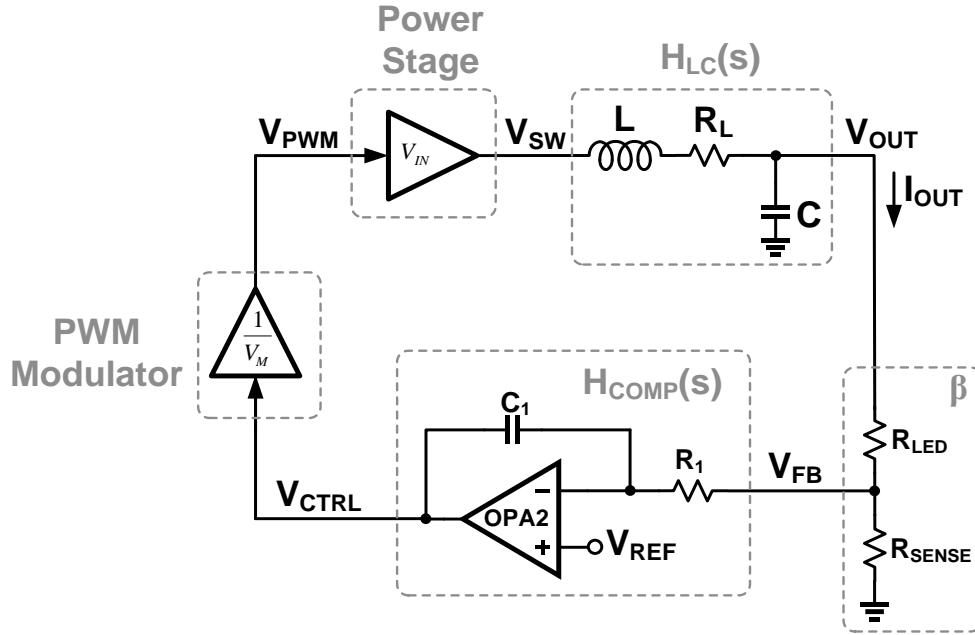 Power
Stage
H_LC(s)
V_PWM
V_IN
V_SW
L
R_L
V_OUT
I_OUT
C
PWM
Modulator
1
V_M
H_COMP(s)
β
C_1
R_1
V_FB
R_LED
V_CTRL
OPA2
−
+
V_REF
R_SENSE